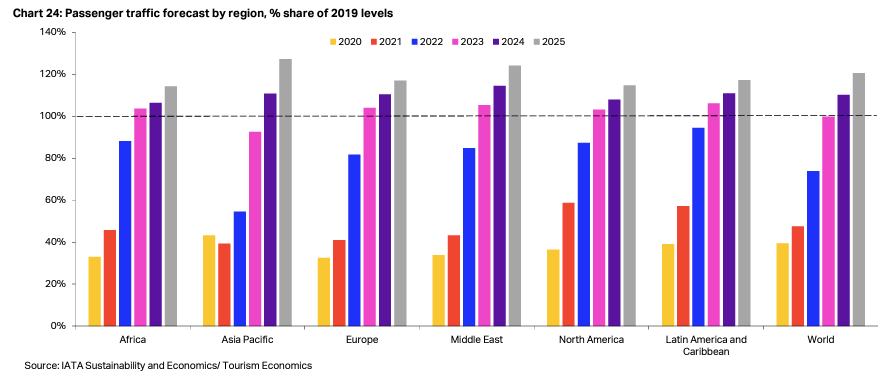 Chart 24: Passenger traffic forecast by region, % share of 2019 levels
140%
2020 2021 2022 2023 2024 2025
120%
100%
80%
60%
40%
20%
0%
Africa Asia Pacific Europe Middle East North America Latin America and World
Caribbean
Source: IATA Sustainability and Economics/ Tourism Economics